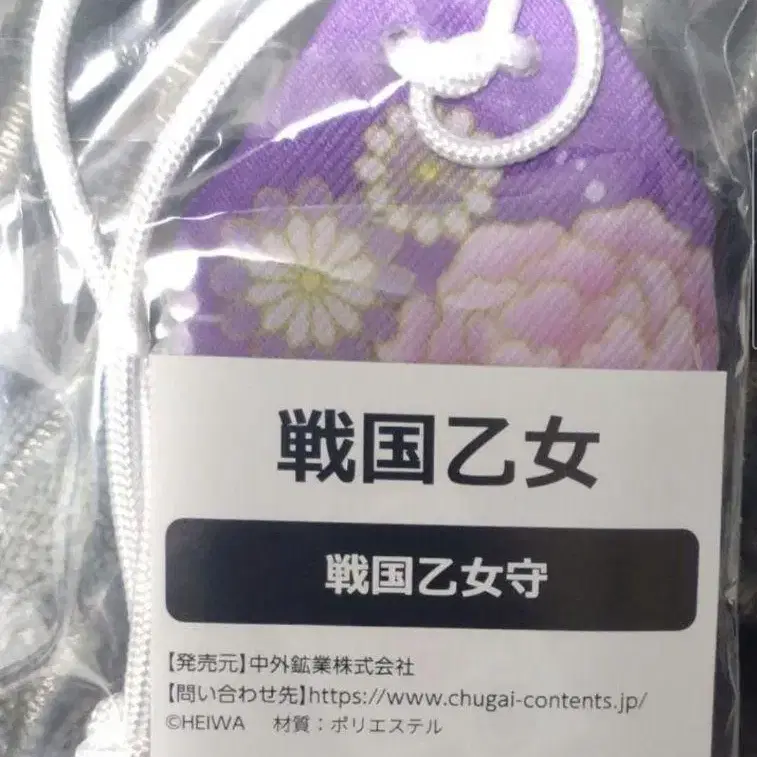 戦国乙女
戦国乙女守
【発売元】中外鉱業株式会社
【問い合わせ先】https://www.chugai-contents.jp/
©HEIWA 材質：ポリエステル